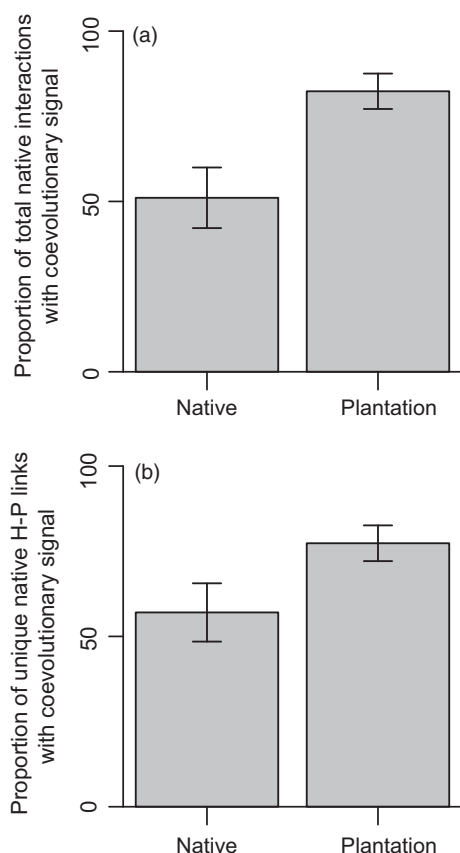 (a)
Proportion of total native interactions
with coevolutionary signal
100
50
0
Native Plantation
(b)
Proportion of unique native H-P links
with coevolutionary signal
100
50
0
Native Plantation